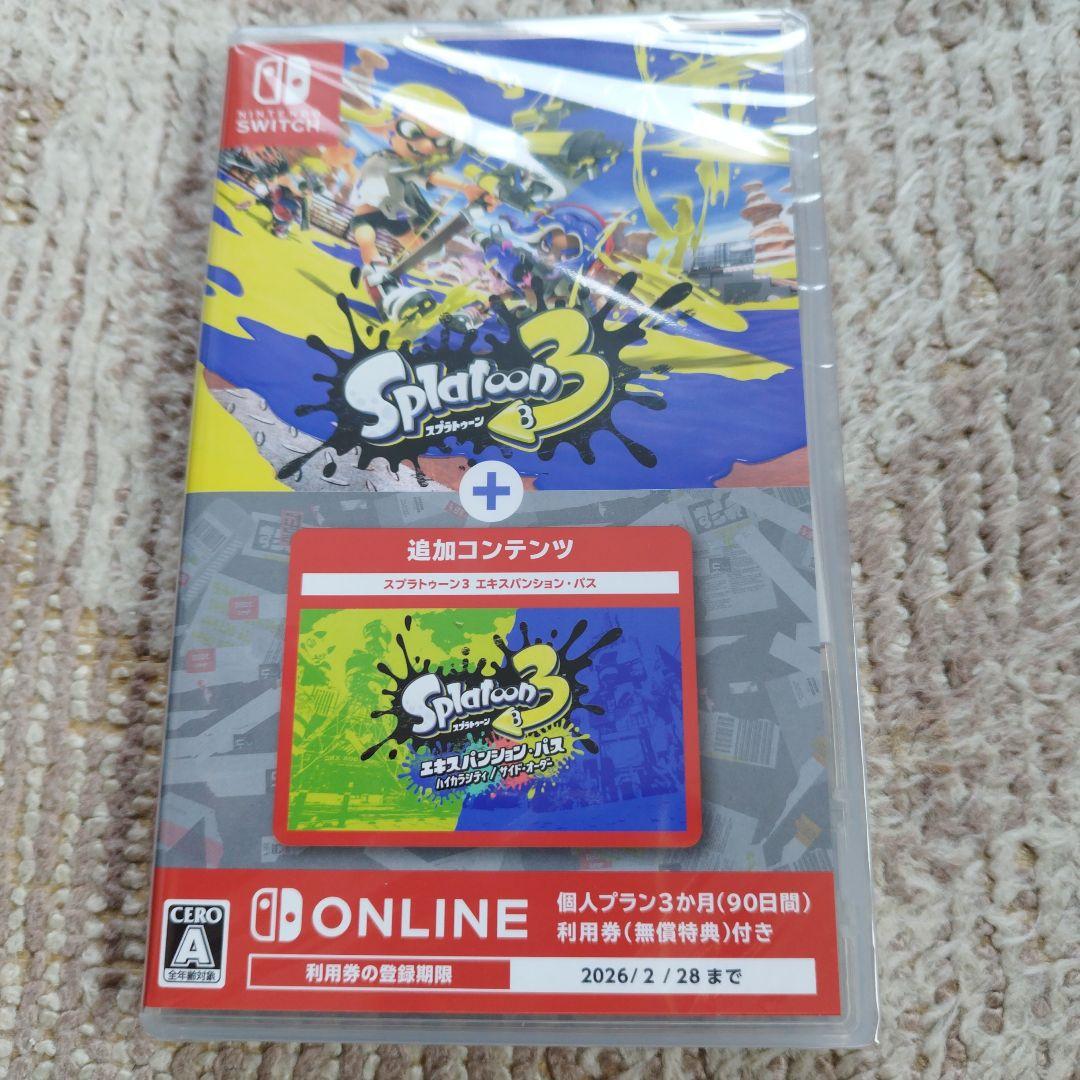 NINTENDO
SWITCH
Splatoon 3
スプラトゥーン
+
追加コンテンツ
スプラトゥーン3 エキスパンション・パス
Splatoon 3
スプラトゥーン
エキスパンション・パス
ハイカラシティ / サイド・オーダー
ONLINE
個人プラン3か月(90日間)
利用券(無償特典)付き
利用券の登録期限
2026/2/28まで
CERO
A
全年齢対象